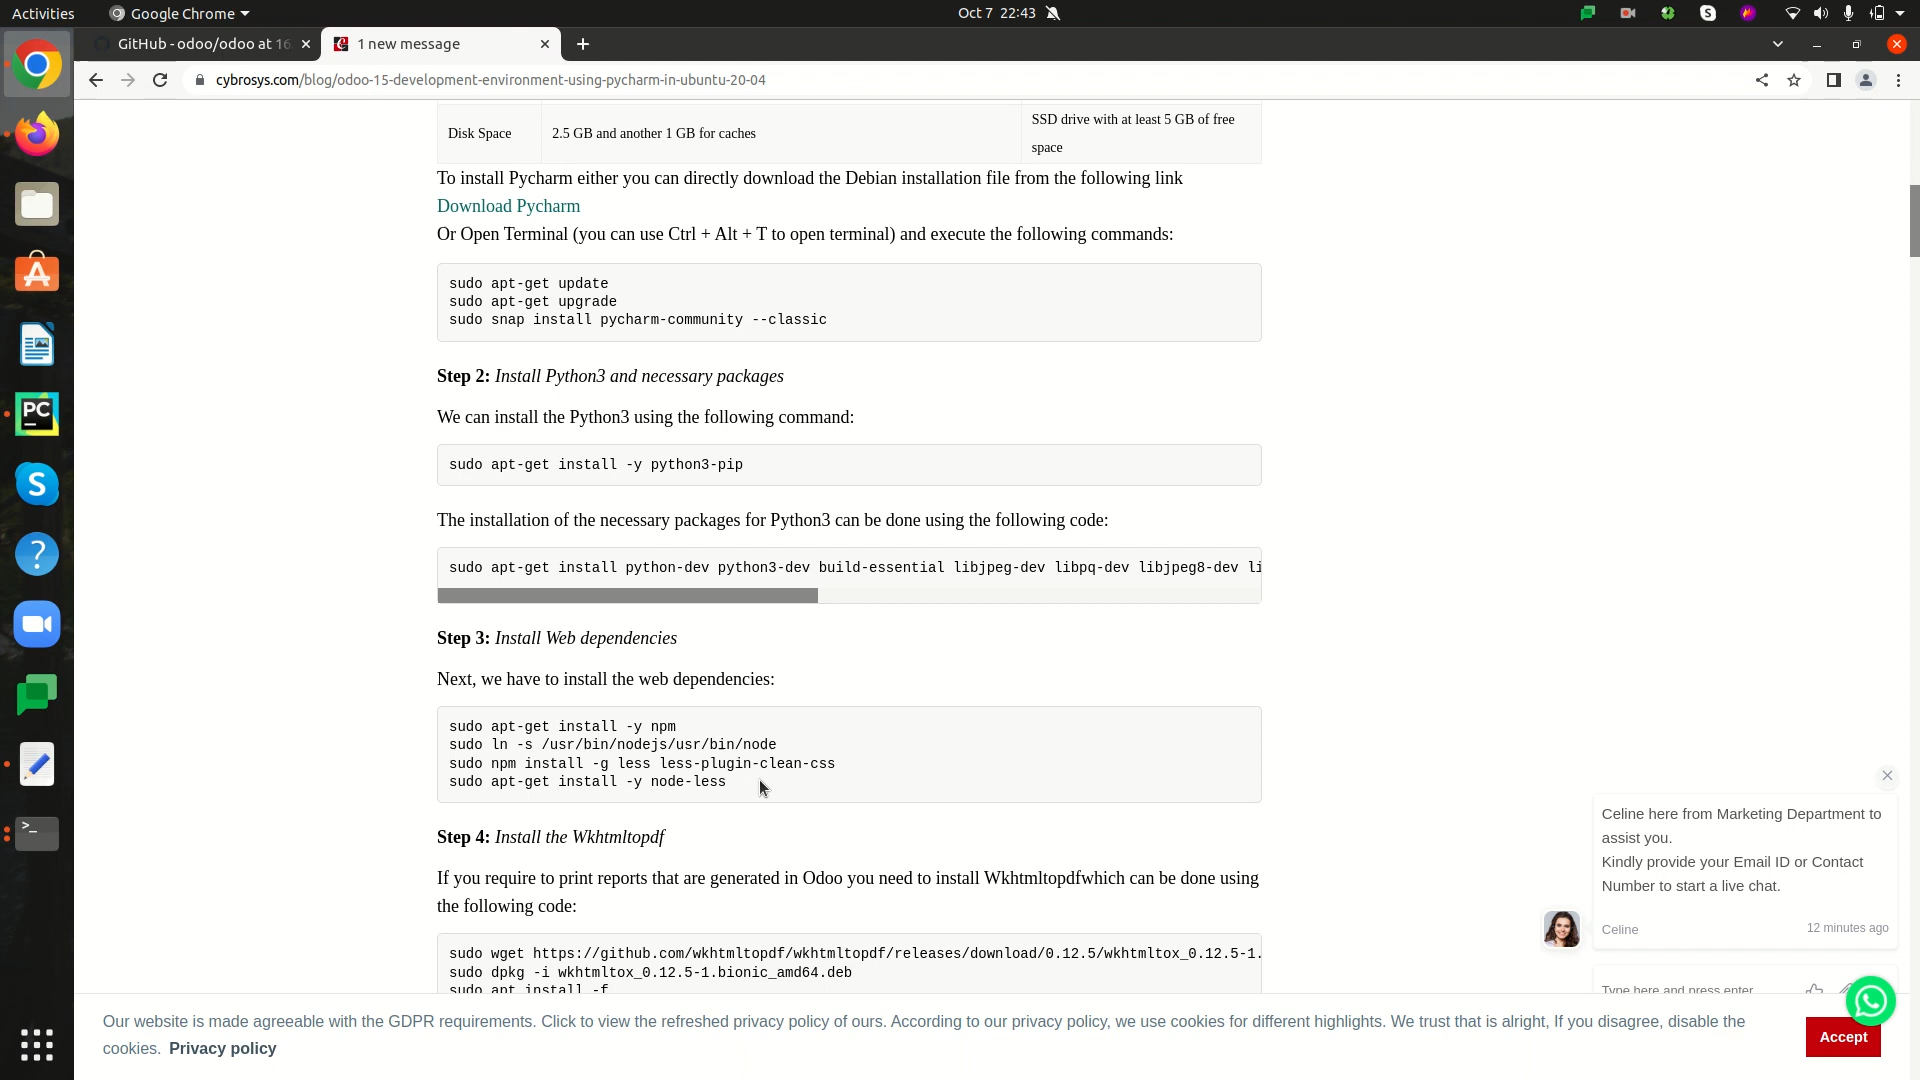 Activities
Google Chrome
Oct 7 22:43
GitHub - odoo/odoo at 16
1 new message
cybrosys.com/blog/odoo-15-development-environment-using-pycharm-in-ubuntu-20-04
Disk Space
2.5 GB and another 1 GB for caches
SSD drive with at least 5 GB of free
space
To install Pycharm either you can directly download the Debian installation file from the following link
Download Pycharm
Or Open Terminal (you can use Ctrl + Alt + T to open terminal) and execute the following commands:
sudo apt-get update
sudo apt-get upgrade
sudo snap install pycharm-community --classic
Step 2: Install Python3 and necessary packages
We can install the Python3 using the following command:
sudo apt-get install -y python3-pip
The installation of the necessary packages for Python3 can be done using the following code:
sudo apt-get install python-dev python3-dev build-essential libjpeg-dev libpq-dev libjpeg8-dev li
Step 3: Install Web dependencies
Next, we have to install the web dependencies:
sudo apt-get install -y npm
sudo ln -s /usr/bin/nodejs/usr/bin/node
sudo npm install -g less less-plugin-clean-css
sudo apt-get install -y node-less
Step 4: Install the Wkhtmltopdf
If you require to print reports that are generated in Odoo you need to install Wkhtmltopdfwhich can be done using
the following code:
sudo wget https://github.com/wkhtmltopdf/wkhtmltopdf/releases/download/0.12.5/wkhtmltox_0.12.5-1.
sudo dpkg -i wkhtmltox_0.12.5-1.bionic_amd64.deb
sudo apt install -f
Celine here from Marketing Department to
assist you.
Kindly provide your Email ID or Contact
Number to start a live chat.
Celine
12 minutes ago
Type here and press enter
Our website is made agreeable with the GDPR requirements. Click to view the refreshed privacy policy of ours. According to our privacy policy, we use cookies for different highlights. We trust that is alright, If you disagree, disable the
cookies. Privacy policy
Accept